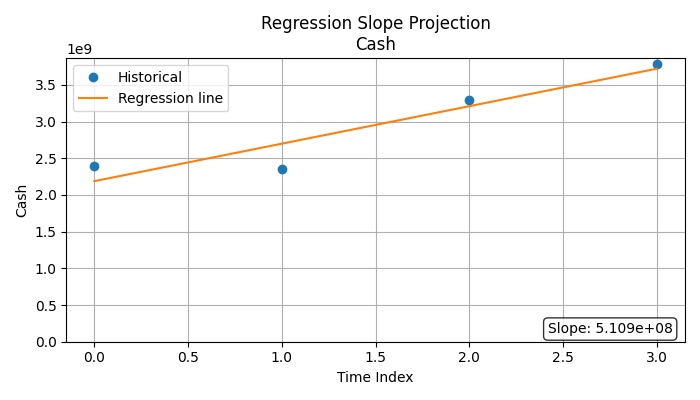 Regression Slope Projection
Cash
1e9
Historical
Regression line
3.5
3.0
2.5
2.0
1.5
1.0
0.5
0.0
Cash
Slope: 5.109e+08
0.0 0.5 1.0 1.5 2.0 2.5 3.0
Time Index